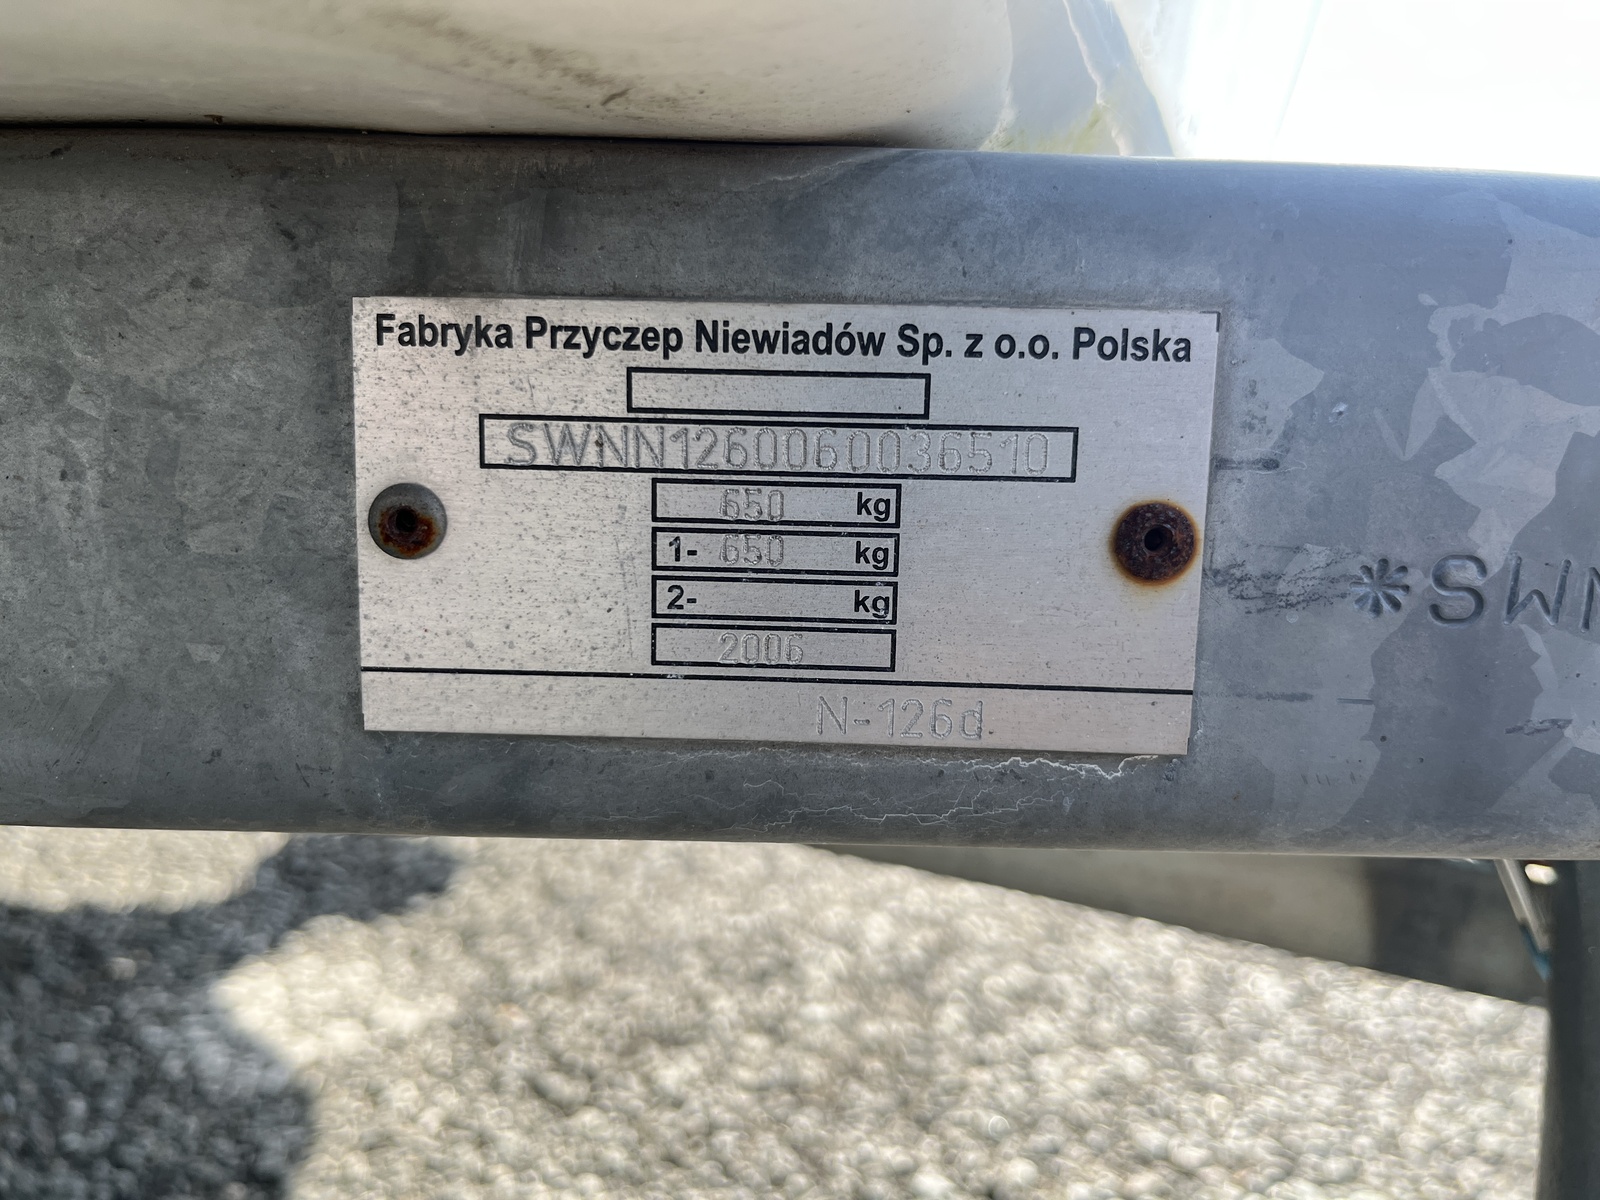 Fabryka Przyczep Niewiadów Sp. z o.o. Polska
SWNN1260060036510
650 kg
1- 650 kg
2- kg
2006
N-126d
*SWN